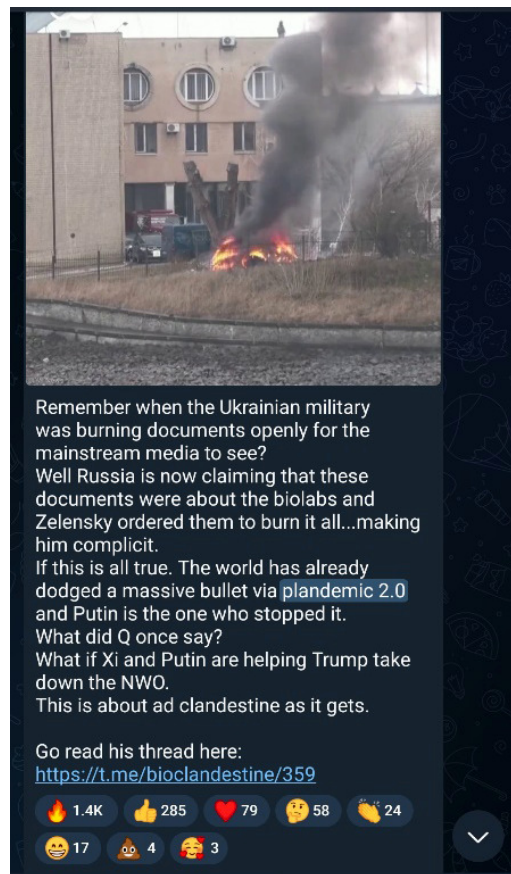 Remember when the Ukrainian military
was burning documents openly for the
mainstream media to see?
Well Russia is now claiming that these
documents were about the biolabs and
Zelensky ordered them to burn it all...making
him complicit.
If this is all true. The world has already
dodged a massive bullet via plandemic 2.0
and Putin is the one who stopped it.
What did Q once say?
What if Xi and Putin are helping Trump take
down the NWO.
This is about ad clandestine as it gets.
Go read his thread here:
https://t.me/bioclandestine/359
🔥 1.4K 👍 285 ❤️ 79 🤔 58 👏 24
😁 17 💩 4 🥰 3